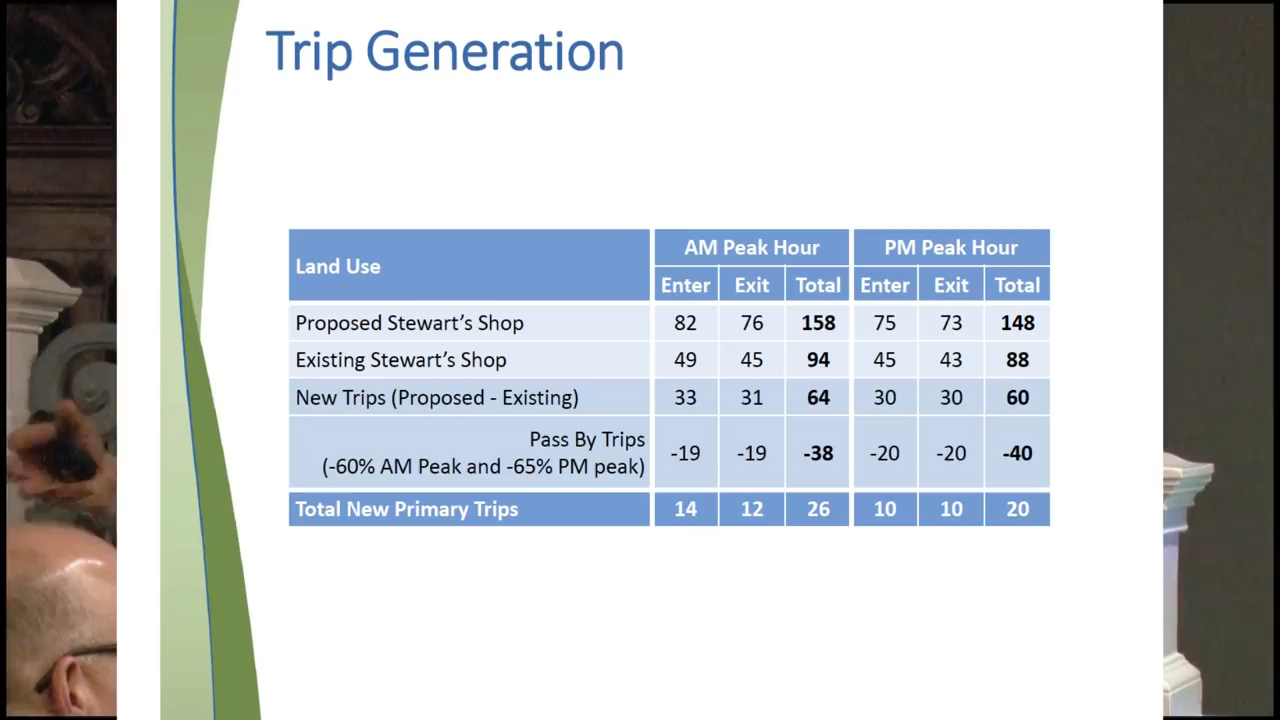 Trip Generation
Land Use AM Peak Hour PM Peak Hour
Enter Exit Total Enter Exit Total
Proposed Stewart's Shop 82 76 158 75 73 148
Existing Stewart's Shop 49 45 94 45 43 88
New Trips (Proposed - Existing) 33 31 64 30 30 60
Pass By Trips
(-60% AM Peak and -65% PM peak) -19 -19 -38 -20 -20 -40
Total New Primary Trips 14 12 26 10 10 20